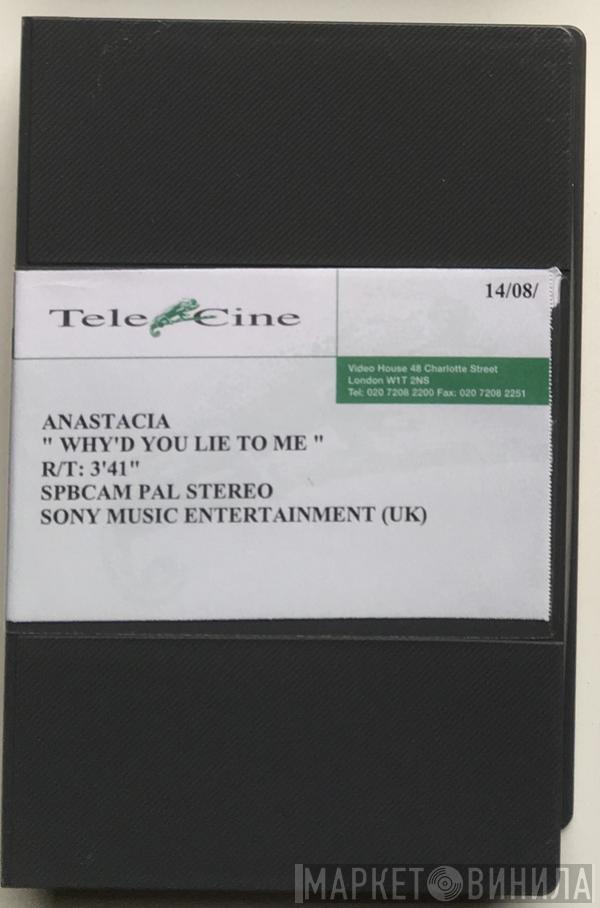 14/08/
Tele Cine
Video House 48 Charlotte Street
London W1T 2NS
Tel: 020 7208 2200 Fax: 020 7208 2251
ANASTACIA
" WHY'D YOU LIE TO ME "
R/T: 3'41"
SPBCAM PAL STEREO
SONY MUSIC ENTERTAINMENT (UK)
МАРКЕТ ВИНИЛА